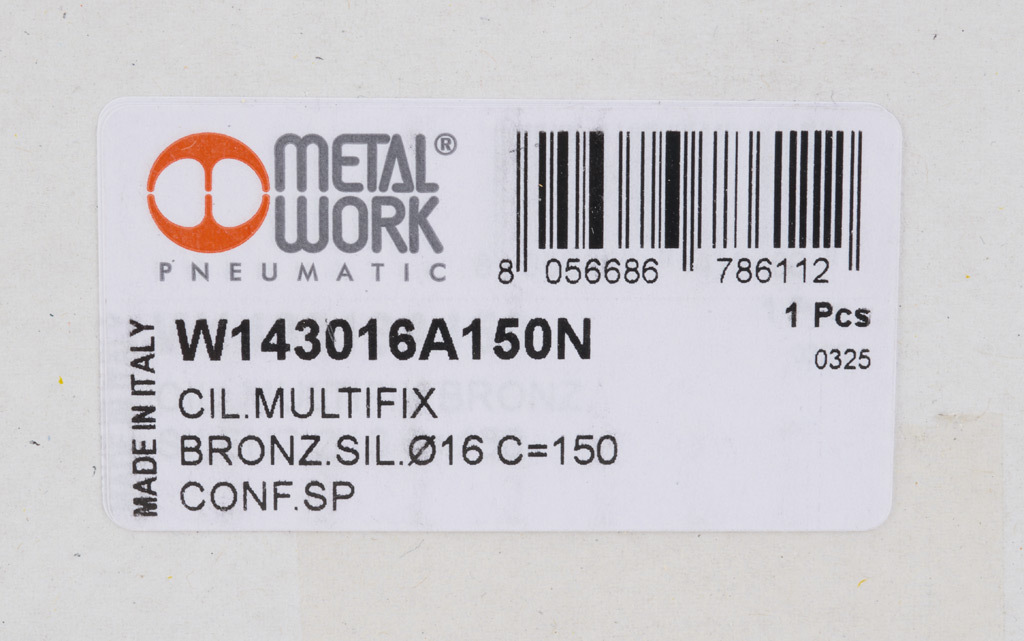 METAL®
WORK
PNEUMATIC
8 056686 786112
1 Pcs
0325
MADE IN ITALY
W143016A150N
CIL.MULTIFIX
BRONZ.SIL.Ø16 C=150
CONF.SP